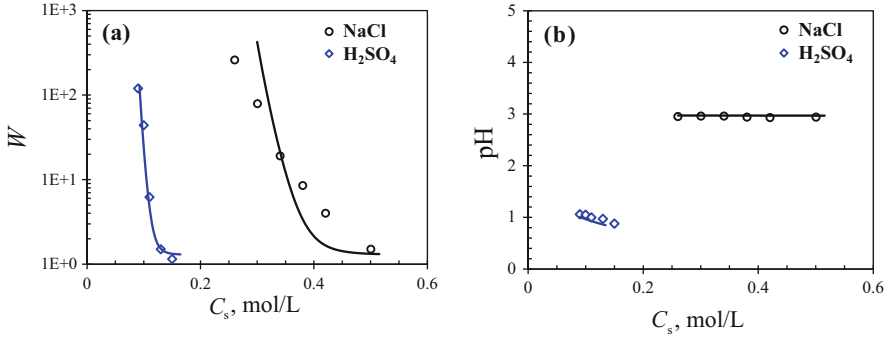 (a)
NaCl
H₂SO₄
1E+3
1E+2
1E+1
1E+0
W
0
0.2
0.4
0.6
Cₛ, mol/L
(b)
NaCl
H₂SO₄
5
4
3
2
1
0
pH
0
0.2
0.4
0.6
Cₛ, mol/L